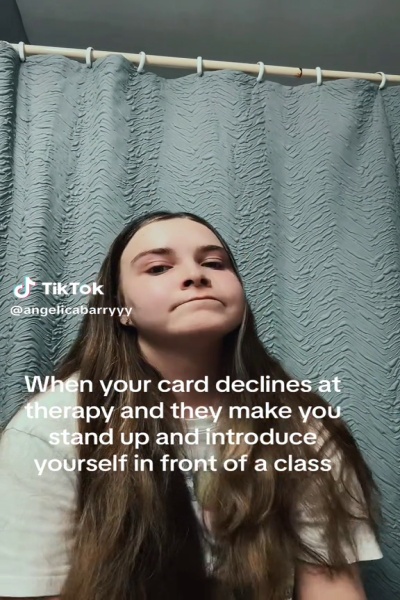 TikTok
@angelicabarryyy
When your card declines at
therapy and they make you
stand up and introduce
yourself in front of a class